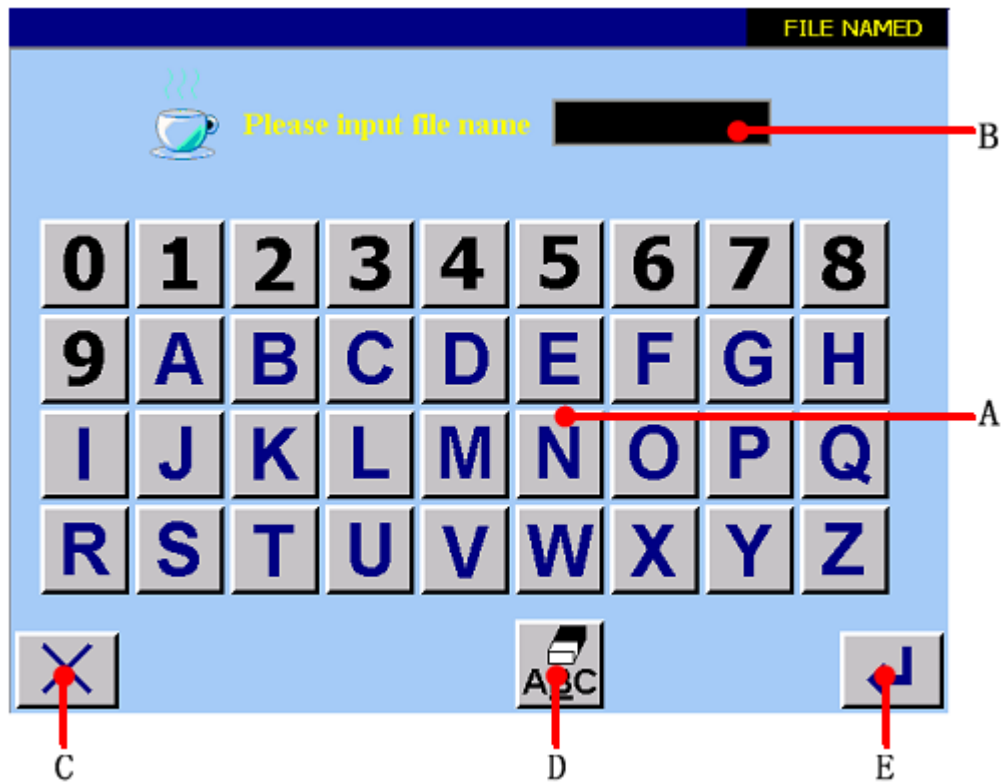 FILE NAMED
Please input file name
B
0 1 2 3 4 5 6 7 8
9 A B C D E F G H
A
I J K L M N O P Q
R S T U V W X Y Z
ABC
C D E